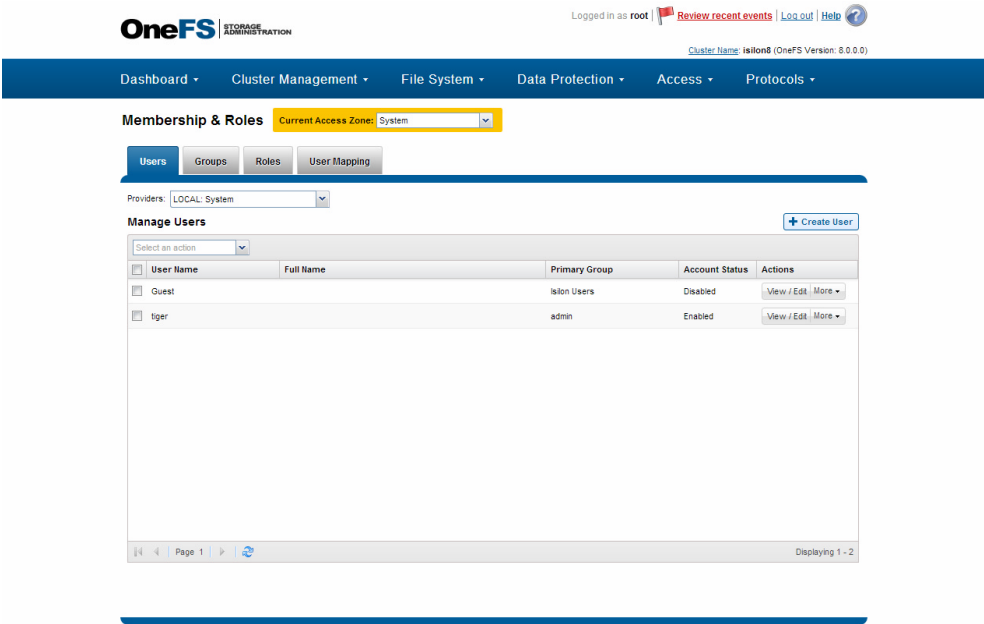 Logged in as root | Review recent events | Log out | Help ?
OneFS STORAGE ADMINISTRATION
Cluster Name: isilon8 (OneFS Version: 8.0.0.0)
Dashboard Cluster Management File System Data Protection Access Protocols
Membership & Roles Current Access Zone: System
Users Groups Roles User Mapping
Providers: LOCAL: System
Manage Users + Create User
Select an action
User Name Full Name Primary Group Account Status Actions
Guest Isilon Users Disabled View / Edit More
tiger admin Enabled View / Edit More
Page 1 Displaying 1 - 2